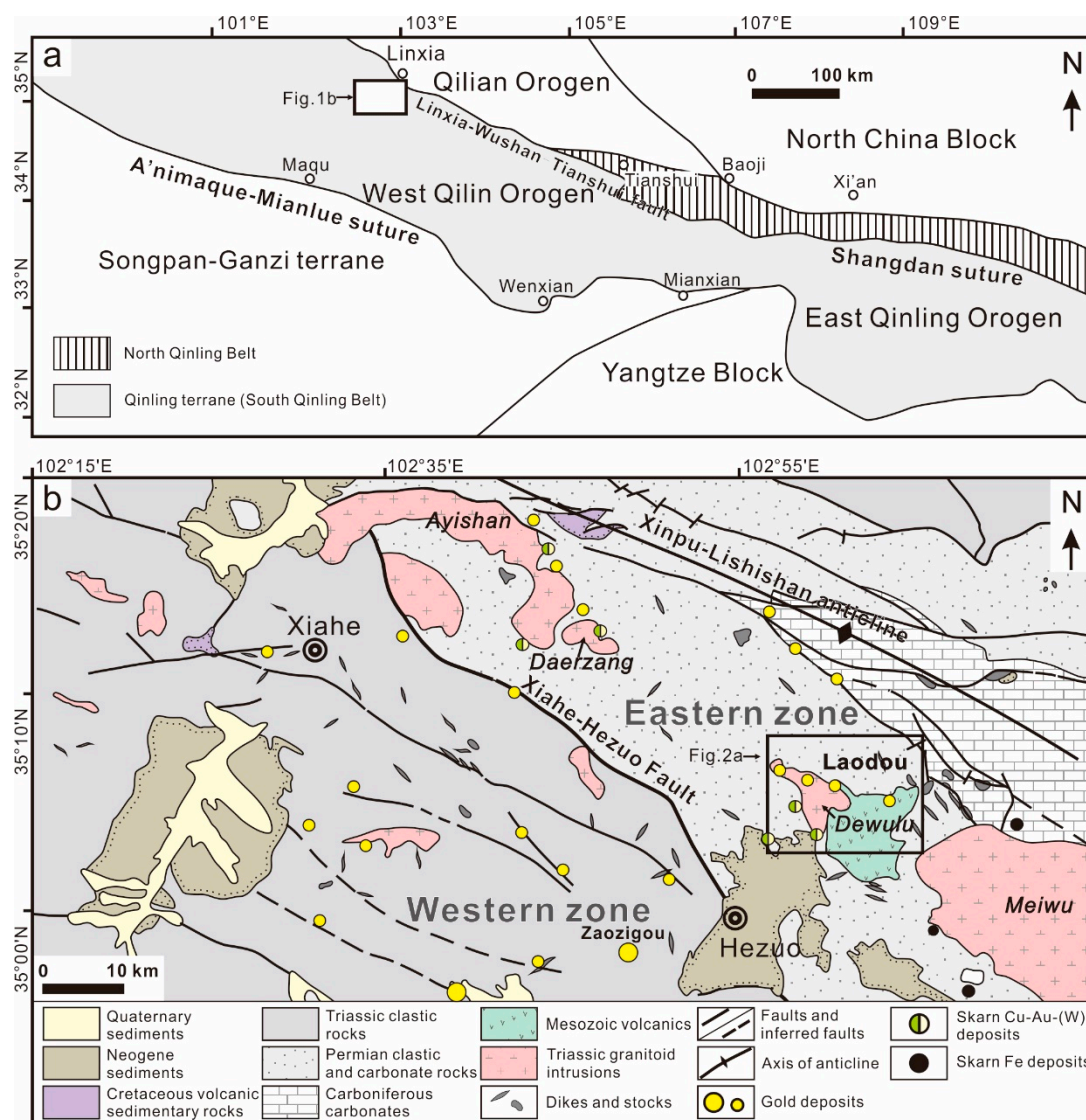 101°E 103°E 105°E 107°E 109°E
a
35°N
34°N
33°N
32°N
Linxia
Qilian Orogen
0 100 km
N
Fig.1b
North China Block
Linxia-Wushan Tianshui fault
Maqu
Tianshui
Baoji
Xi'an
A'nimaque-Mianlue suture
West Qilin Orogen
Songpan-Ganzi terrane
Shangdan suture
Wenxian
Mianxian
East Qinling Orogen
North Qinling Belt
Yangtze Block
Qinling terrane (South Qinling Belt)
102°15'E 102°35'E 102°55'E
b
35°20'N
35°10'N
35°00'N
N
Ayishan
Xinpu-Lishishan anticline
Xiahe
Daerzang
Xiahe-Hezuo Fault
Eastern zone
Fig.2a
Laodou
Dewulu
Western zone
Zaozigou
Hezuo
Meiwu
0 10 km
Quaternary
sediments
Neogene
sediments
Cretaceous volcanic
sedimentary rocks
Triassic clastic
rocks
Permian clastic
and carbonate rocks
Carboniferous
carbonates
Mesozoic volcanics
Triassic granitoid
intrusions
Dikes and stocks
Faults and
inferred faults
Axis of anticline
Gold deposits
Skarn Cu-Au-(W)
deposits
Skarn Fe deposits